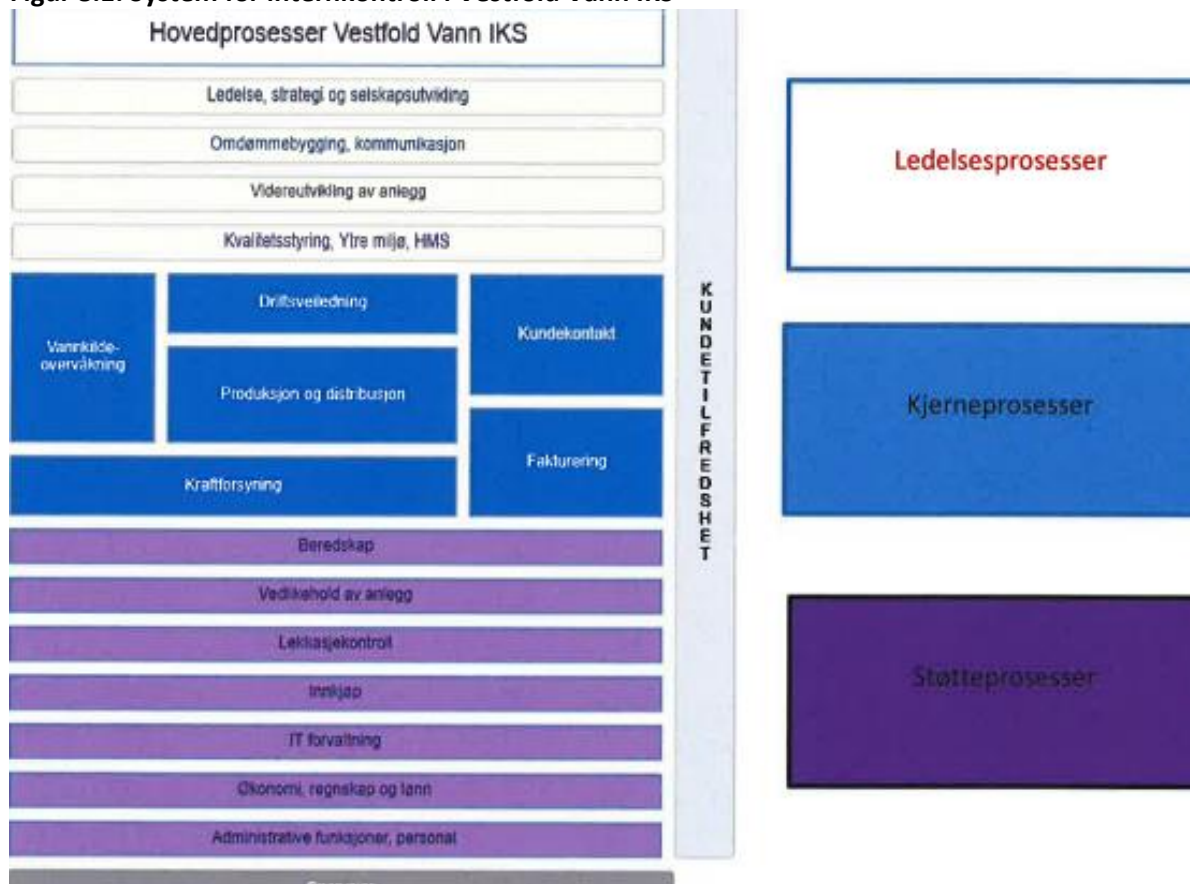 Hovedprosesser Vestfold Vann IKS
Ledelse, strategi og selskapsutvikling
Omdømmebygging, kommunikasjon
Videreutvikling av anlegg
Kvalitetsstyring, Ytre miljø, HMS
Vannkilde-
overvåkning
Driftsveiledning
Produksjon og distribusjon
Kundekontakt
Fakturering
Kraftforsyning
Beredskap
Vedlikehold av anlegg
Lekkasjekontroll
Innkjøp
IT forvaltning
Økonomi, regnskap og lønn
Administrative funksjoner, personal
KUNDETILFREDSHET
Ledelsesprosesser
Kjerneprosesser
Støtteprosesser